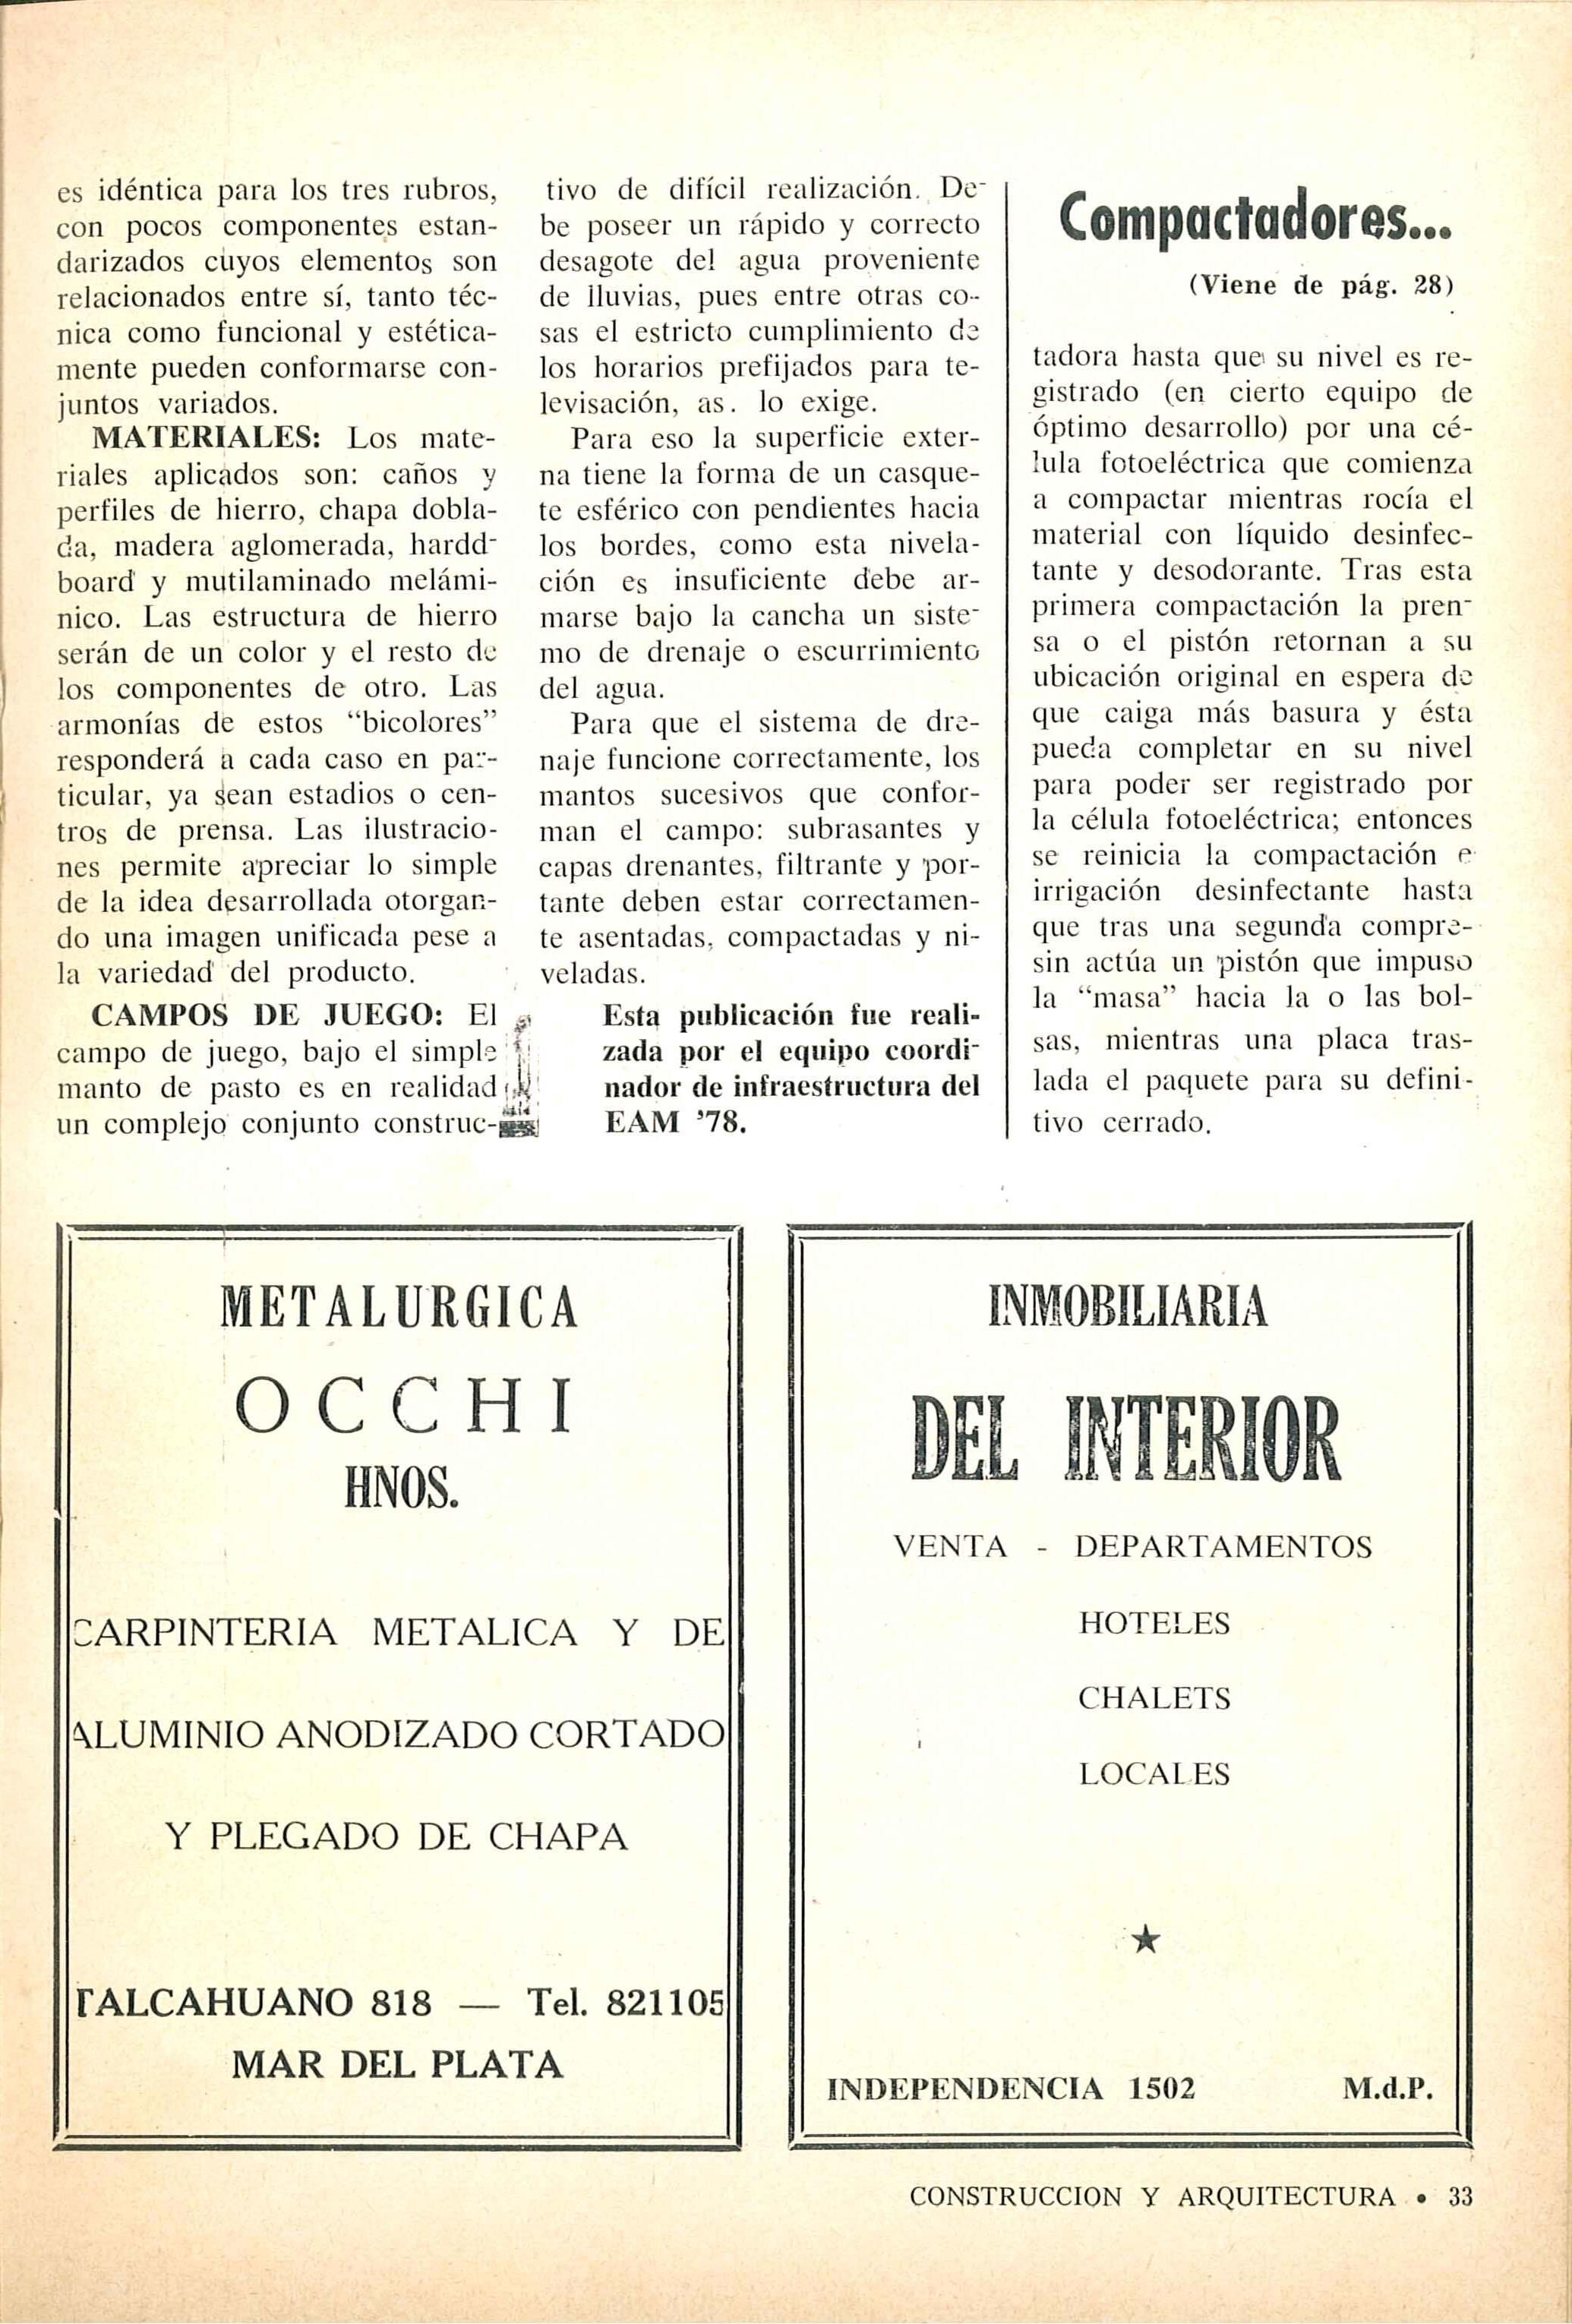 es idéntica para los tres rubros,
con pocos componentes estan-
darizados cuyos elementos son
relacionados entre sí, tanto téc-
nica como funcional y estética-
mente pueden conformarse con-
juntos variados.
MATERIALES: Los mate-
riales aplicados son: caños y
perfiles de hierro, chapa dobla-
da, madera aglomerada, hardd-
board y mutilaminado melámi-
nico. Las estructura de hierro
serán de un color y el resto de
los componentes de otro. Las
armonías de estos “bicolores”
responderá a cada caso en par-
ticular, ya sean estadios o cen-
tros de prensa. Las ilustracio-
nes permite apreciar lo simple
de la idea desarrollada otorgan-
do una imagen unificada pese a
la variedad del producto.
CAMPOS DE JUEGO: El
campo de juego, bajo el simple
manto de pasto es en realidad
un complejo conjunto construc-
tivo de difícil realización. De-
be poseer un rápido y correcto
desagote del agua proveniente
de lluvias, pues entre otras co-
sas el estricto cumplimiento de
los horarios prefijados para te-
levisación, as. lo exige.
Para eso la superficie exter-
na tiene la forma de un casque-
te esférico con pendientes hacia
los bordes, como esta nivela-
ción es insuficiente debe ar-
marse bajo la cancha un siste-
mo de drenaje o escurrimiento
del agua.
Para que el sistema de dre-
naje funcione correctamente, los
mantos sucesivos que confor-
man el campo: subrasantes y
capas drenantes, filtrante y por-
tante deben estar correctamen-
te asentadas, compactadas y ni-
veladas.
Esta publicación fue reali-
zada por el equipo coordi-
nador de infraestructura del
EAM ’78.
Compactadores...
(Viene de pág. 28)
tadora hasta que su nivel es re-
gistrado (en cierto equipo de
óptimo desarrollo) por una cé-
lula fotoeléctrica que comienza
a compactar mientras rocía el
material con líquido desinfec-
tante y desodorante. Tras esta
primera compactación la pren-
sa o el pistón retornan a su
ubicación original en espera de
que caiga más basura y ésta
pueda completar en su nivel
para poder ser registrado por
la célula fotoeléctrica; entonces
se reinicia la compactación e
irrigación desinfectante hasta
que tras una segunda compre-
sin actúa un pistón que impuso
la “masa” hacia la o las bol-
sas, mientras una placa tras-
lada el paquete para su defini-
tivo cerrado.
METALURGICA
OCCHI
HNOS.
CARPINTERIA METALICA Y DE
ALUMINIO ANODIZADO CORTADO
Y PLEGADO DE CHAPA
TALCAHUANO 818 — Tel. 821105
MAR DEL PLATA
INMOBILIARIA
DEL INTERIOR
VENTA - DEPARTAMENTOS
HOTELES
CHALETS
LOCALES
INDEPENDENCIA 1502 M.d.P.
CONSTRUCCION Y ARQUITECTURA • 33